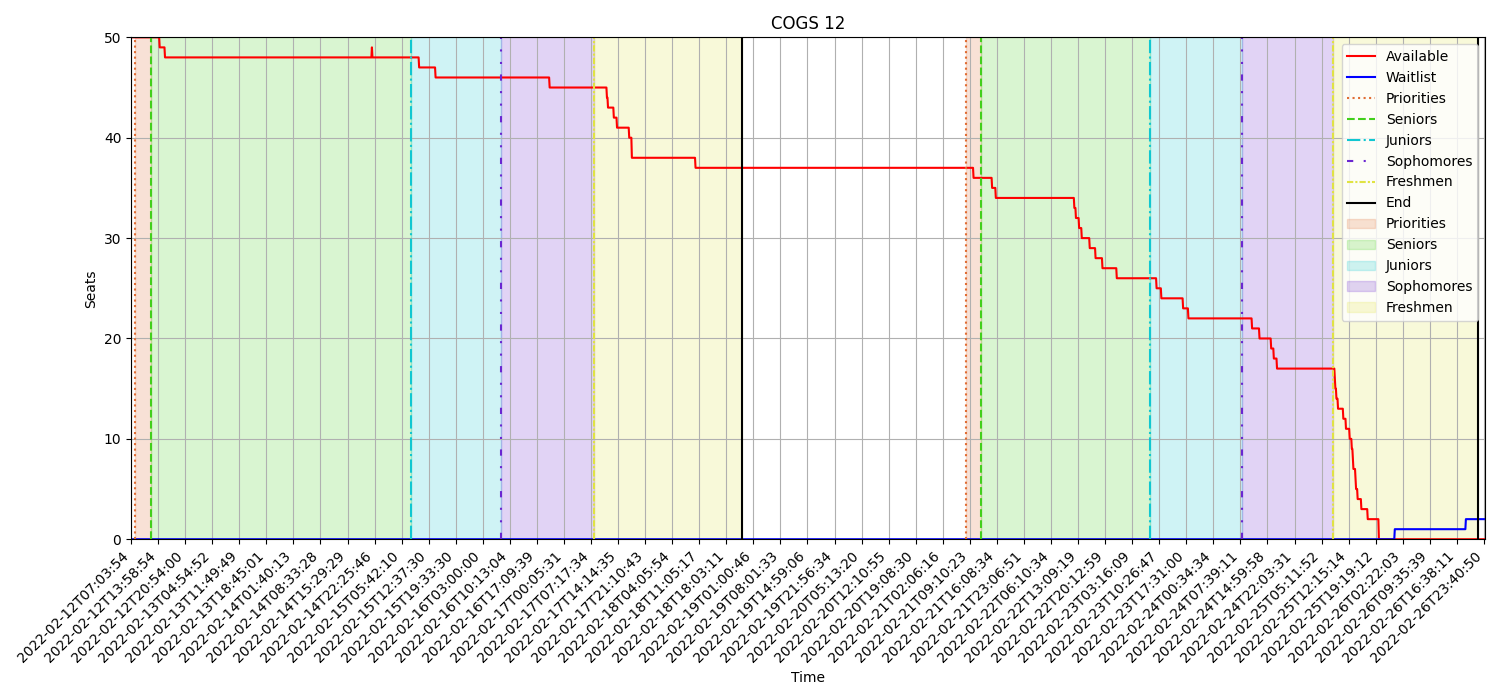 COGS 12
Seats
50
40
30
20
10
0
Available
Waitlist
Priorities
Seniors
Juniors
Sophomores
Freshmen
End
Priorities
Seniors
Juniors
Sophomores
Freshmen
2022-02-12T07:03:54
2022-02-12T13:58:54
2022-02-12T20:54:00
2022-02-13T04:54:52
2022-02-13T11:49:49
2022-02-13T18:45:01
2022-02-14T01:40:13
2022-02-14T08:33:28
2022-02-14T15:29:25
2022-02-14T22:25:46
2022-02-15T05:42:10
2022-02-15T12:37:30
2022-02-15T19:33:30
2022-02-16T03:00:00
2022-02-16T10:13:04
2022-02-16T17:09:39
2022-02-17T00:05:31
2022-02-17T07:17:34
2022-02-17T14:14:35
2022-02-17T21:10:43
2022-02-18T04:05:54
2022-02-18T11:05:17
2022-02-18T18:03:11
2022-02-19T01:00:46
2022-02-19T08:01:33
2022-02-19T14:59:06
2022-02-19T21:56:34
2022-02-20T05:13:20
2022-02-20T12:10:55
2022-02-20T19:08:30
2022-02-21T02:06:16
2022-02-21T09:10:23
2022-02-21T16:08:34
2022-02-21T23:06:51
2022-02-22T06:10:34
2022-02-22T13:09:19
2022-02-22T20:12:59
2022-02-23T03:16:09
2022-02-23T10:26:47
2022-02-23T17:31:00
2022-02-24T00:34:34
2022-02-24T07:39:11
2022-02-24T14:59:58
2022-02-24T22:03:31
2022-02-25T05:11:52
2022-02-25T12:15:14
2022-02-25T19:19:12
2022-02-26T02:22:03
2022-02-26T09:35:39
2022-02-26T16:38:11
2022-02-26T23:40:50
Time